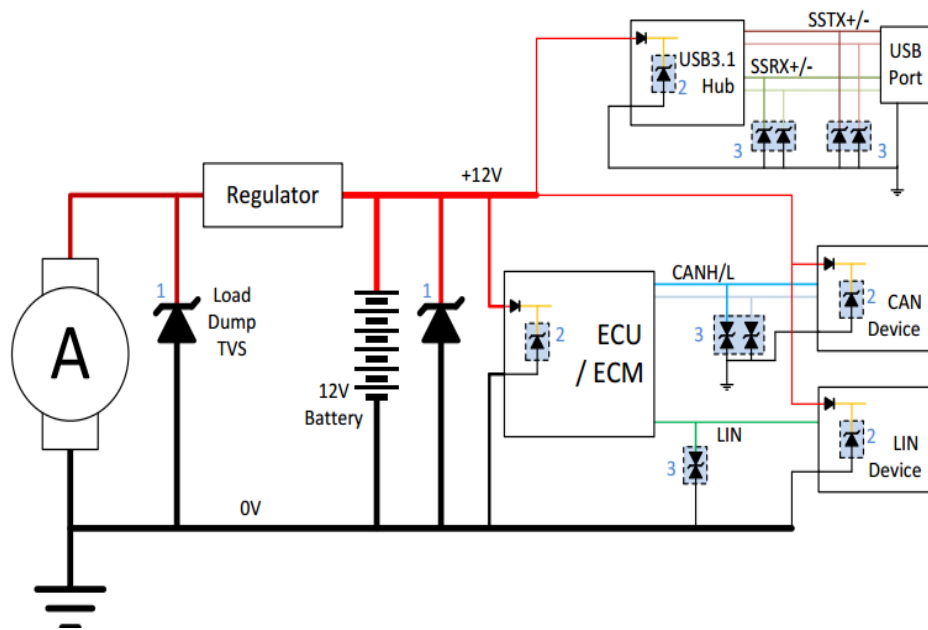 SSTX+/-
USB3.1
Hub
2
SSRX+/-
USB
Port
3
3
+12V
Regulator
1
Load
Dump
TVS
A
1
12V
Battery
2
ECU
/ ECM
CANH/L
3
2
CAN
Device
LIN
3
2
LIN
Device
0V